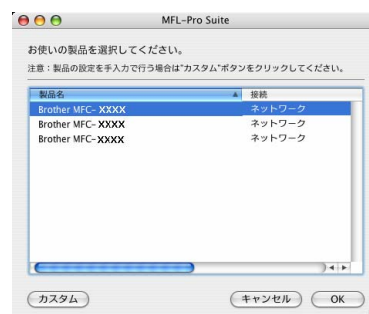 MFL-Pro Suite
お使いの製品を選択してください。
注意：製品の設定を手入力で行う場合は"カスタム"ボタンをクリックしてください。
製品名 接続
Brother MFC- XXXX ネットワーク
Brother MFC- XXXX ネットワーク
Brother MFC- XXXX ネットワーク
カスタム キャンセル OK